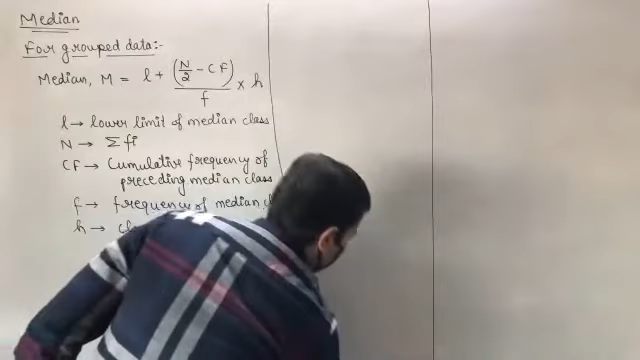 Median
For grouped data:-
Median, M = l + (N/2 - CF)/f × h
l → lower limit of median class
N → Σfi
CF → Cumulative frequency of
preceding median class
f → frequency of median
h →